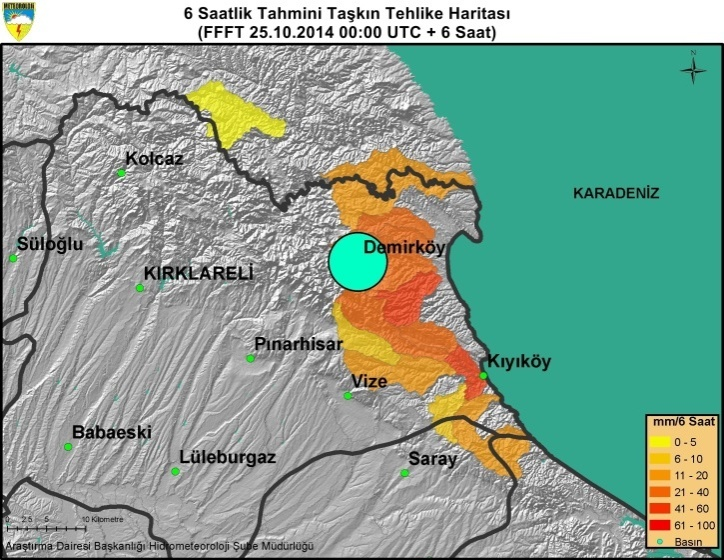 METEOROLOJİ
6 Saatlik Tahmini Taşkın Tehlike Haritası
(FFFT 25.10.2014 00:00 UTC + 6 Saat)
N
Kolcaz
KARADENİZ
Süloğlu
Demirköy
KIRKLARELİ
Pınarhisar
Kıyıköy
Vize
Babaeski
Lüleburgaz
Saray
mm/6 Saat
0 - 5
6 - 10
11 - 20
21 - 40
41 - 60
61 - 100
Basın
0 2.5 5 10 Kilometre
Araştırma Dairesi Başkanlığı Hidrometeoroloji Şube Müdürlüğü